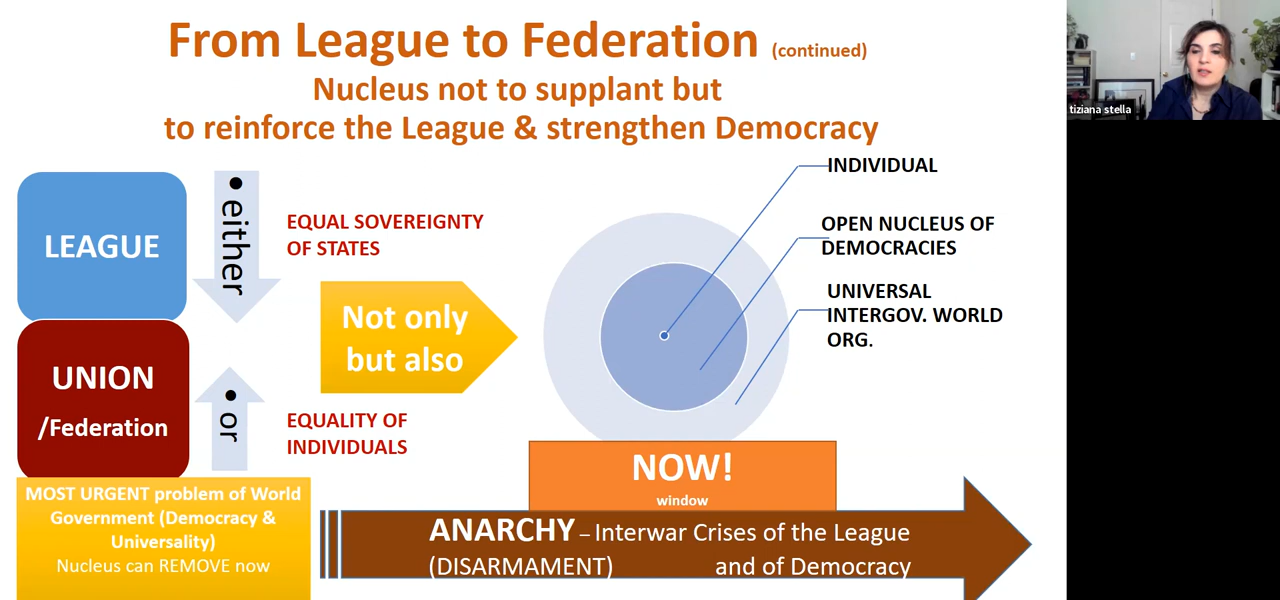 From League to Federation (continued)
Nucleus not to supplant but
to reinforce the League & strengthen Democracy
tiziana stella
LEAGUE
• either
EQUAL SOVEREIGNTY
OF STATES
INDIVIDUAL
OPEN NUCLEUS OF
DEMOCRACIES
UNIVERSAL
INTERGOV. WORLD
ORG.
Not only
but also
UNION
/Federation
• or
EQUALITY OF
INDIVIDUALS
NOW!
window
MOST URGENT problem of World
Government (Democracy &
Universality)
Nucleus can REMOVE now
ANARCHY – Interwar Crises of the League
(DISARMAMENT) and of Democracy